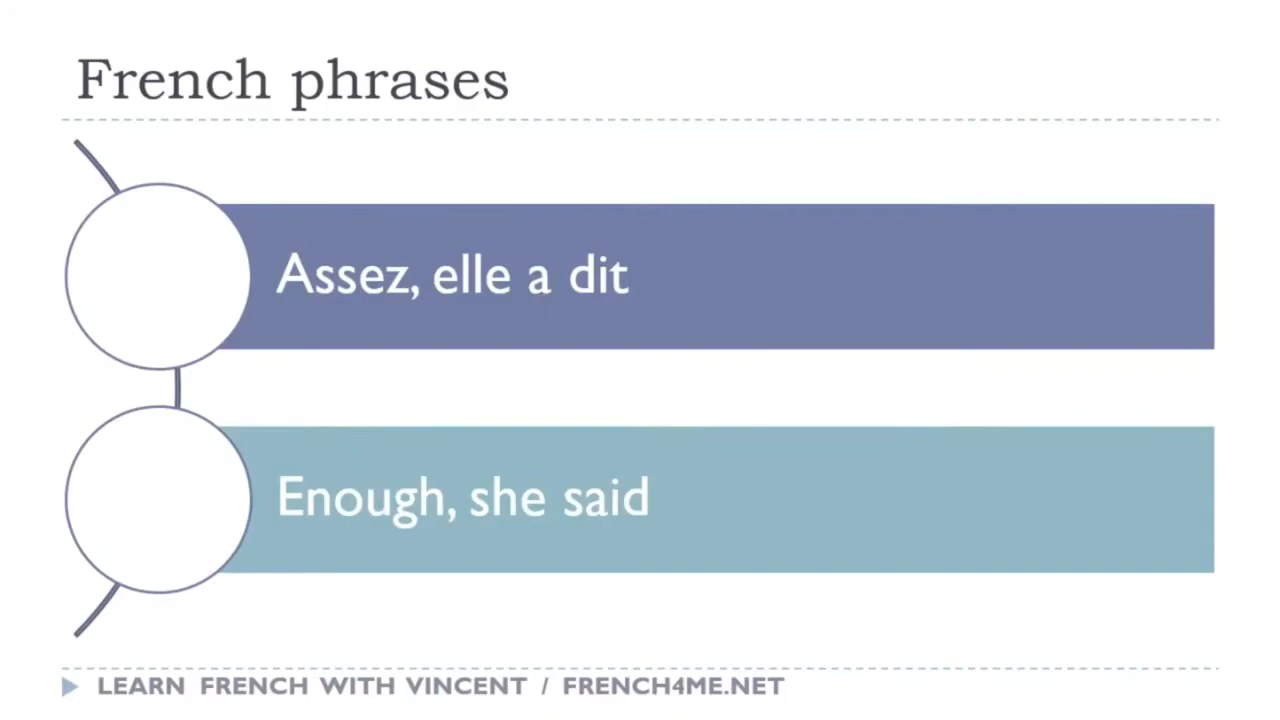 French phrases
Assez, elle a dit
Enough, she said
LEARN FRENCH WITH VINCENT / FRENCH4ME.NET